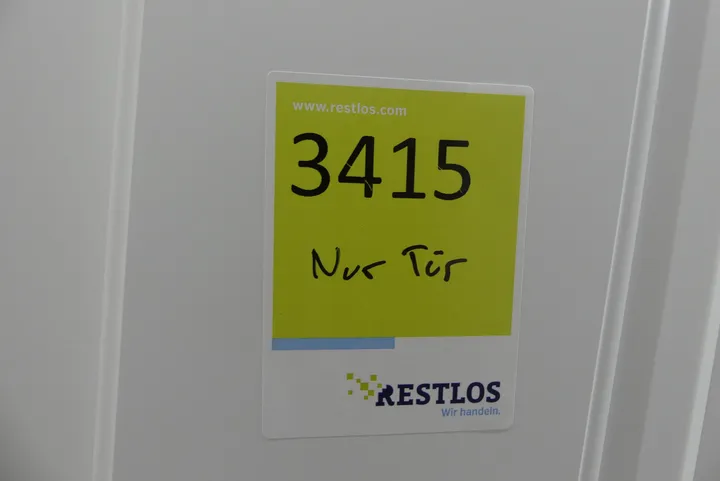 www.restlos.com
3415
Nur Tür
RESTLOS
Wir handeln.